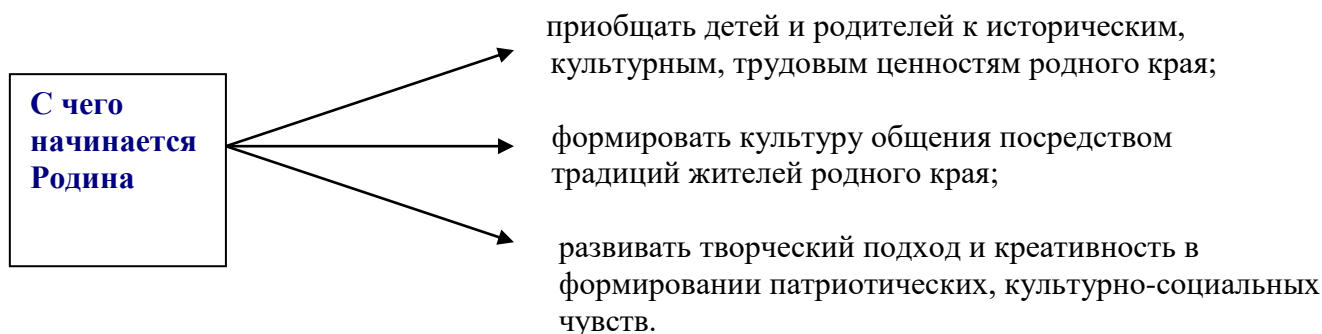 С чего
начинается
Родина
приобщать детей и родителей к историческим,
культурным, трудовым ценностям родного края;
формировать культуру общения посредством
традиций жителей родного края;
развивать творческий подход и креативность в
формировании патриотических, культурно-социальных
чувств.